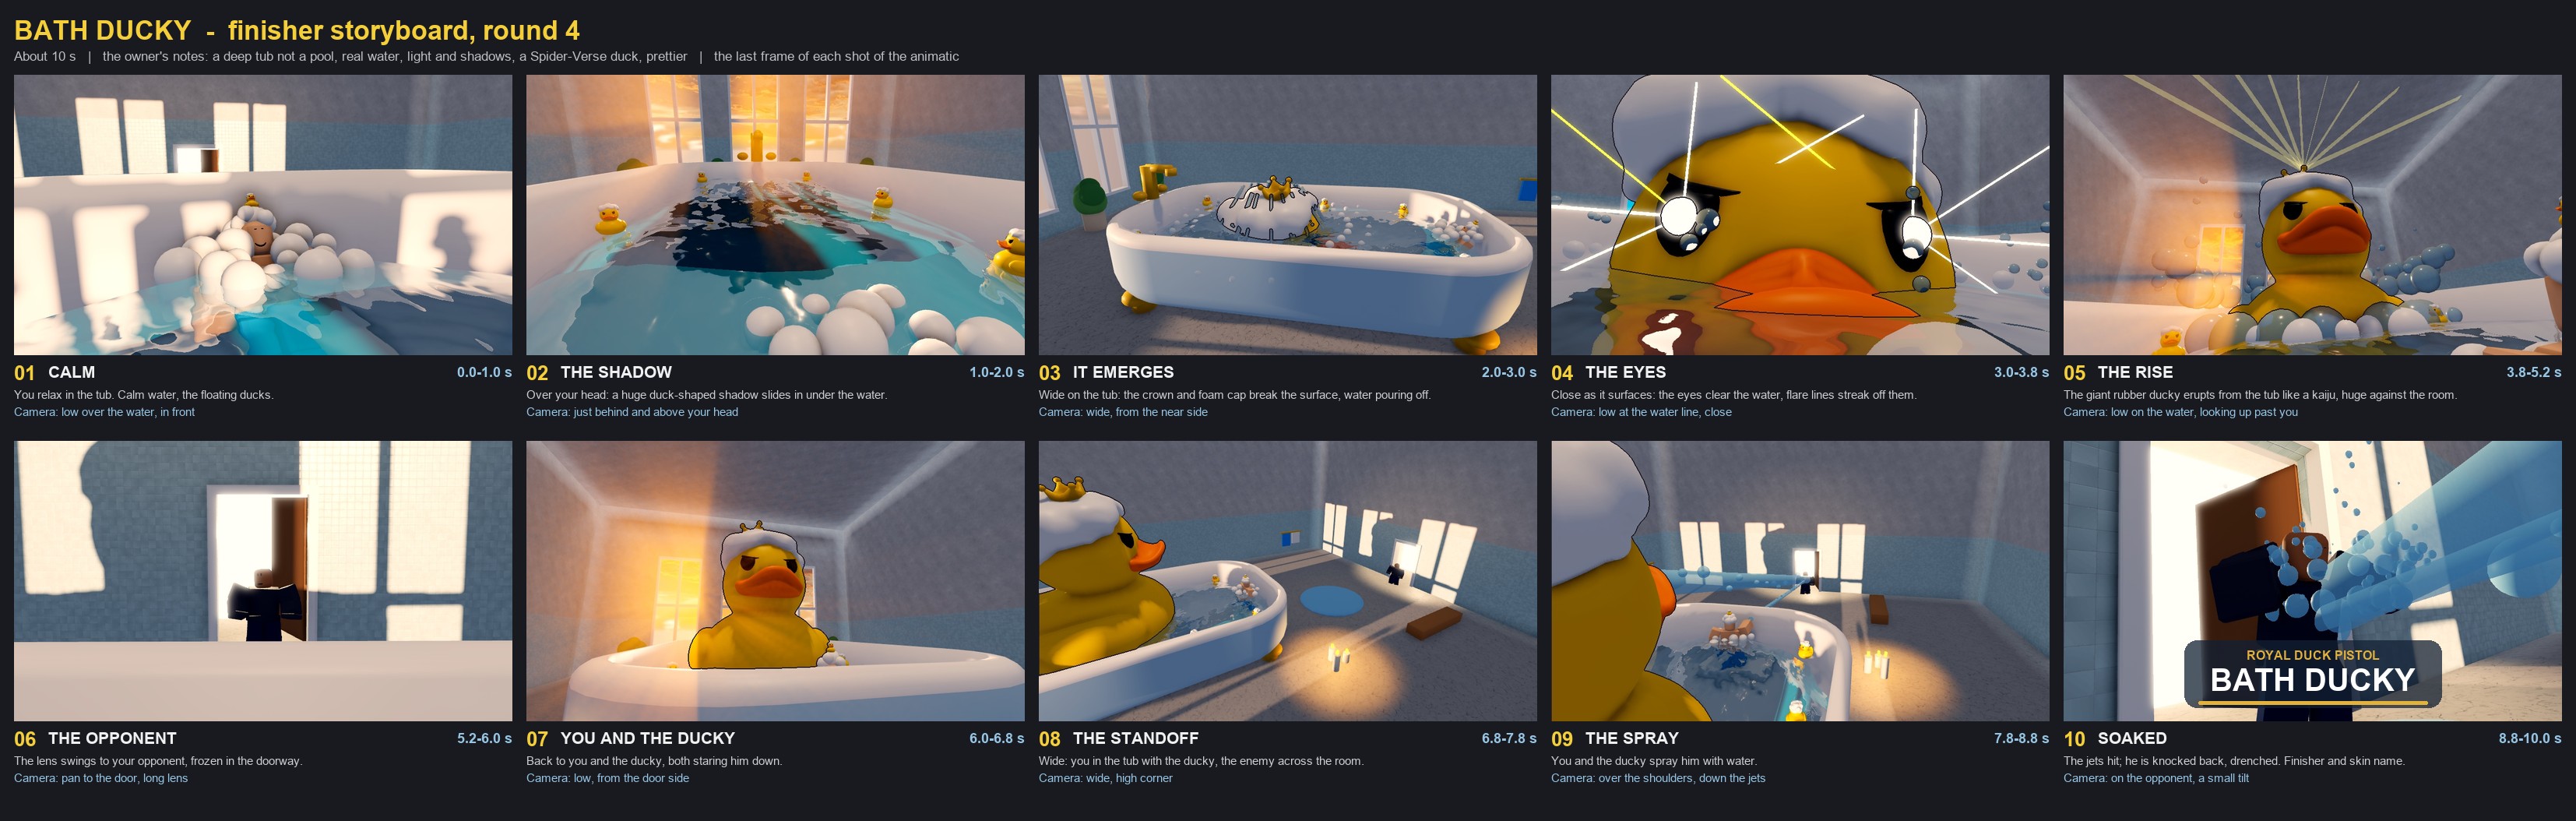 BATH DUCKY - finisher storyboard, round 4
About 10 s | the owner's notes: a deep tub not a pool, real water, light and shadows, a Spider-Verse duck, prettier | the last frame of each shot of the animatic
01 CALM 0.0-1.0 s
You relax in the tub. Calm water, the floating ducks.
Camera: low over the water, in front
02 THE SHADOW 1.0-2.0 s
Over your head: a huge duck-shaped shadow slides in under the water.
Camera: just behind and above your head
03 IT EMERGES 2.0-3.0 s
Wide on the tub: the crown and foam cap break the surface, water pouring off.
Camera: wide, from the near side
04 THE EYES 3.0-3.8 s
Close as it surfaces: the eyes clear the water, flare lines streak off them.
Camera: low at the water line, close
05 THE RISE 3.8-5.2 s
The giant rubber ducky erupts from the tub like a kaiju, huge against the room.
Camera: low on the water, looking up past you
06 THE OPPONENT 5.2-6.0 s
The lens swings to your opponent, frozen in the doorway.
Camera: pan to the door, long lens
07 YOU AND THE DUCKY 6.0-6.8 s
Back to you and the ducky, both staring him down.
Camera: low, from the door side
08 THE STANDOFF 6.8-7.8 s
Wide: you in the tub with the ducky, the enemy across the room.
Camera: wide, high corner
09 THE SPRAY 7.8-8.8 s
You and the ducky spray him with water.
Camera: over the shoulders, down the jets
ROYAL DUCK PISTOL
BATH DUCKY
10 SOAKED 8.8-10.0 s
The jets hit; he is knocked back, drenched. Finisher and skin name.
Camera: on the opponent, a small tilt